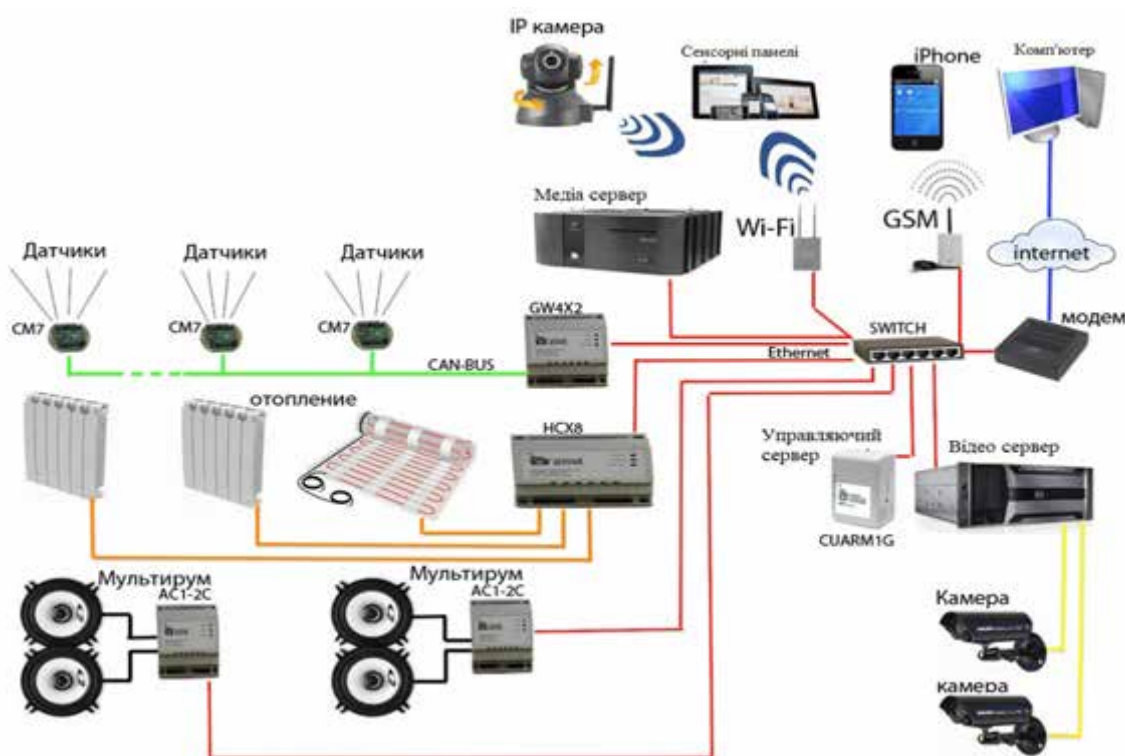 IP камера
Сенсорні панелі
iPhone
Комп'ютер
Медіа сервер
Wi-Fi
GSM
internet
Датчики
Датчики
Датчики
CM7
CM7
CM7
GW4X2
SWITCH
модем
Ethernet
CAN-BUS
отопление
HCX8
Управляючий
сервер
Відео сервер
CUARM1G
Мультирум
AC1-2C
Мультирум
AC1-2C
Камера
камера